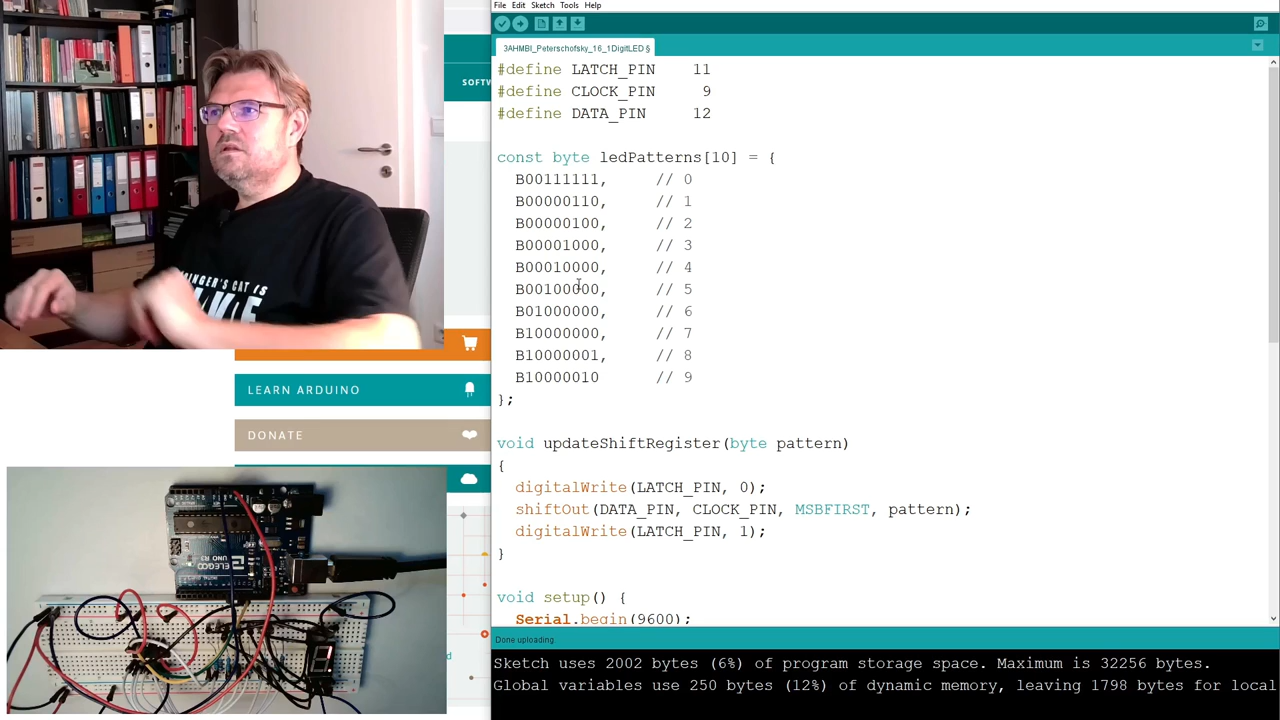 File Edit Sketch Tools Help
3AHMBI_Peterschofsky_16_1DigitLED §
SOFTW
#define LATCH_PIN 11
#define CLOCK_PIN 9
#define DATA_PIN 12
const byte ledPatterns[10] = {
B00111111, // 0
B00000110, // 1
B00000100, // 2
B00001000, // 3
B00010000, // 4
B00100000, // 5
B01000000, // 6
B10000000, // 7
B10000001, // 8
B10000010 // 9
};
void updateShiftRegister(byte pattern)
{
digitalWrite(LATCH_PIN, 0);
shiftOut(DATA_PIN, CLOCK_PIN, MSBFIRST, pattern);
digitalWrite(LATCH_PIN, 1);
}
void setup() {
Serial.begin(9600);
LEARN ARDUINO
DONATE
UNO R3
ELEGOO
Done uploading.
Sketch uses 2002 bytes (6%) of program storage space. Maximum is 32256 bytes.
Global variables use 250 bytes (12%) of dynamic memory, leaving 1798 bytes for local